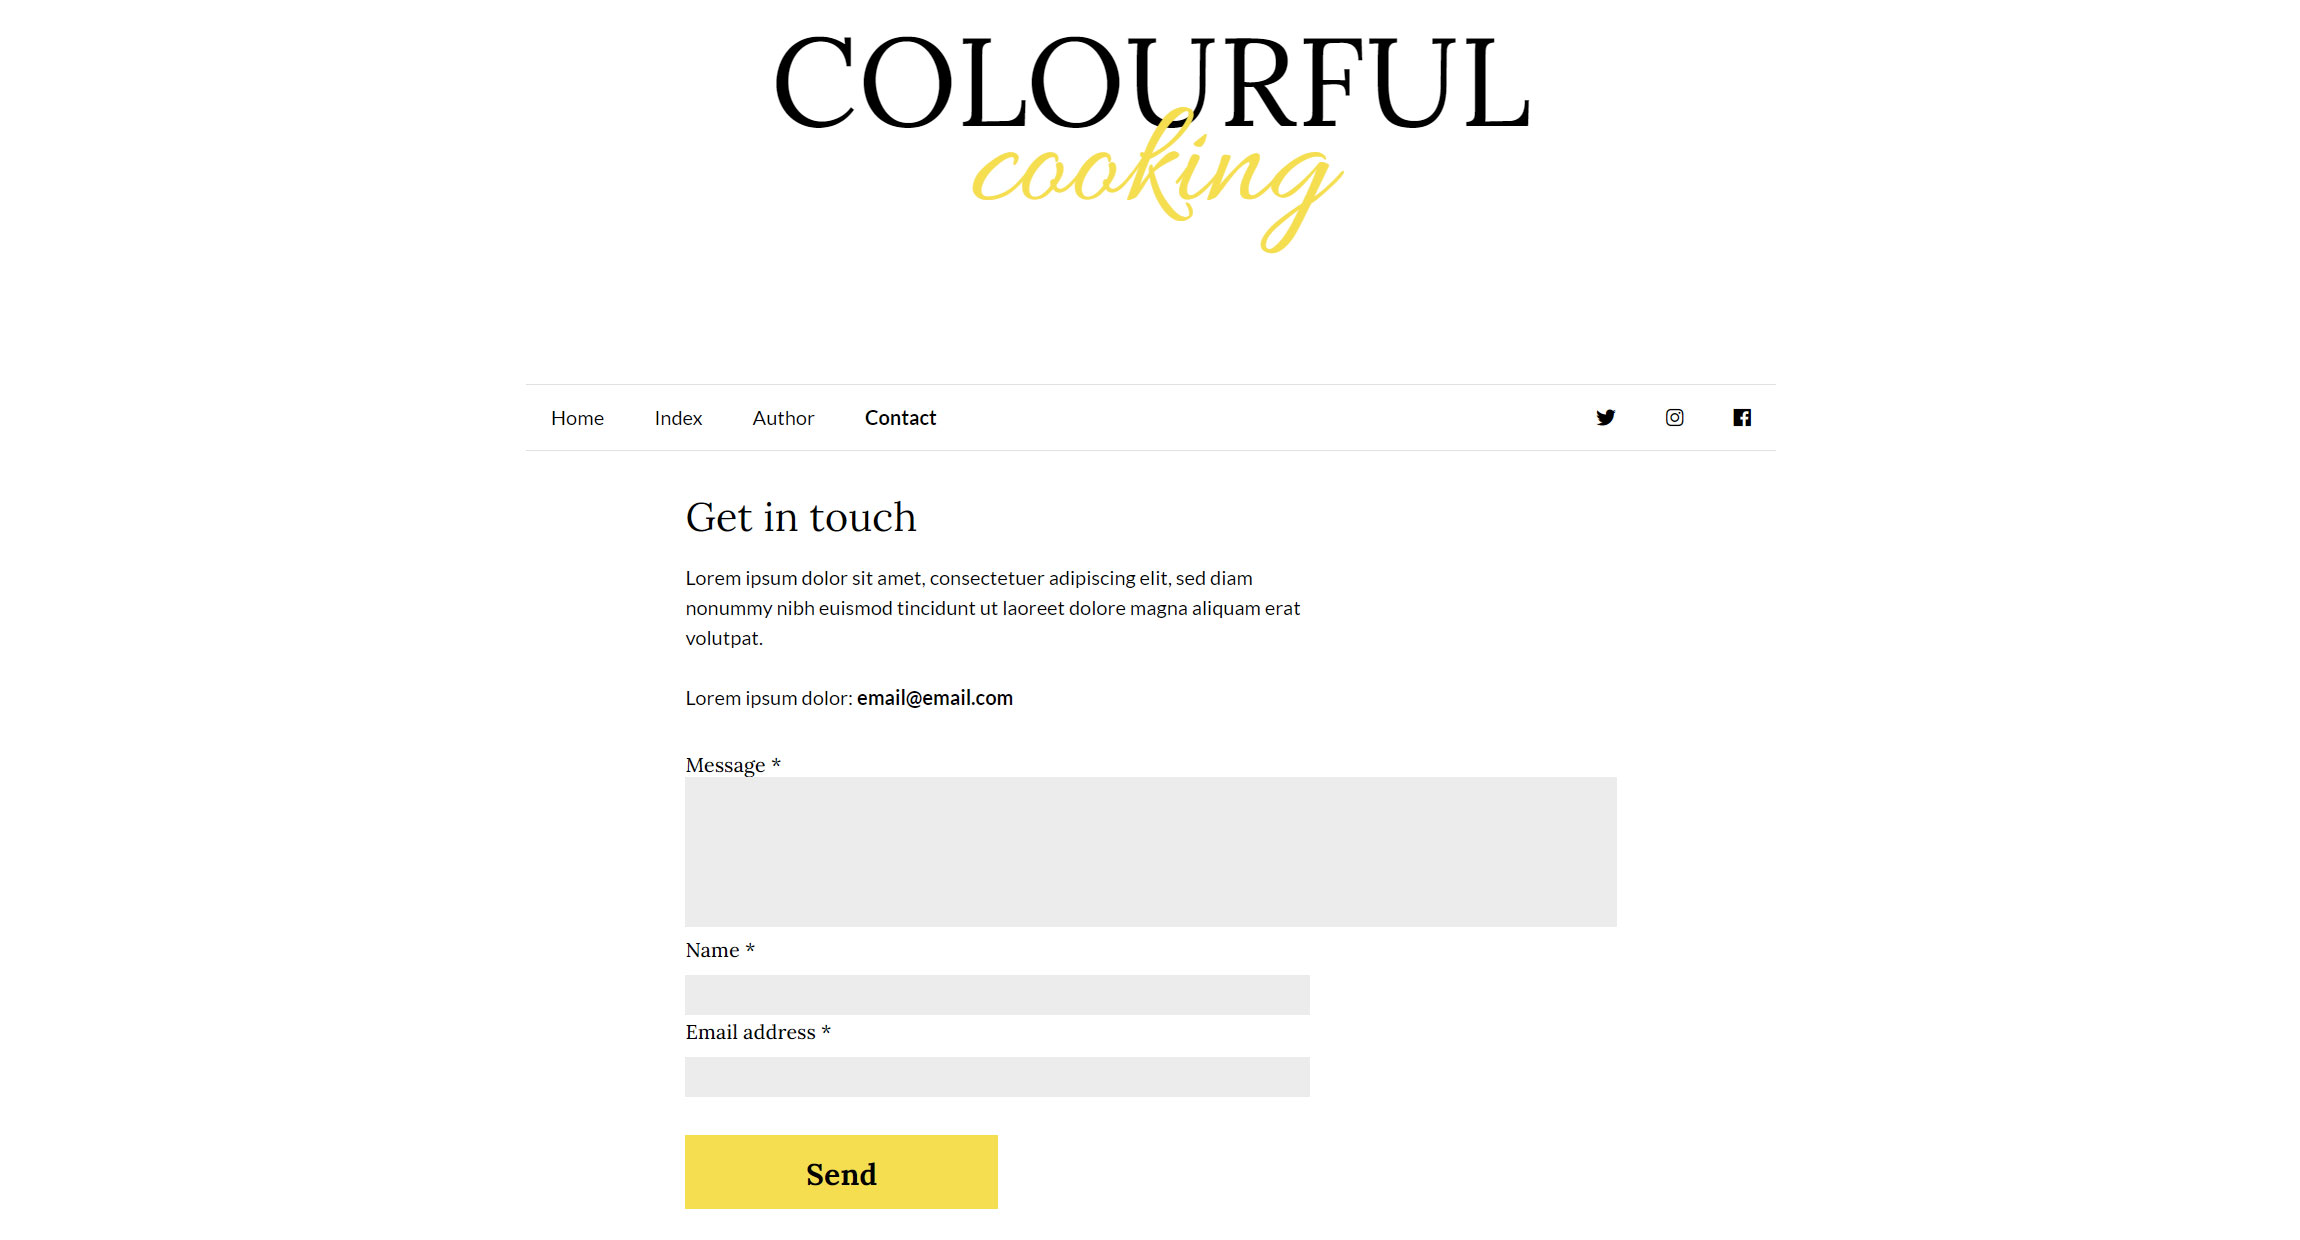 COLOURFUL
cooking
Home Index Author Contact
Get in touch
Lorem ipsum dolor sit amet, consectetuer adipiscing elit, sed diam
nonummy nibh euismod tincidunt ut laoreet dolore magna aliquam erat
volutpat.
Lorem ipsum dolor: email@email.com
Message *
Name *
Email address *
Send